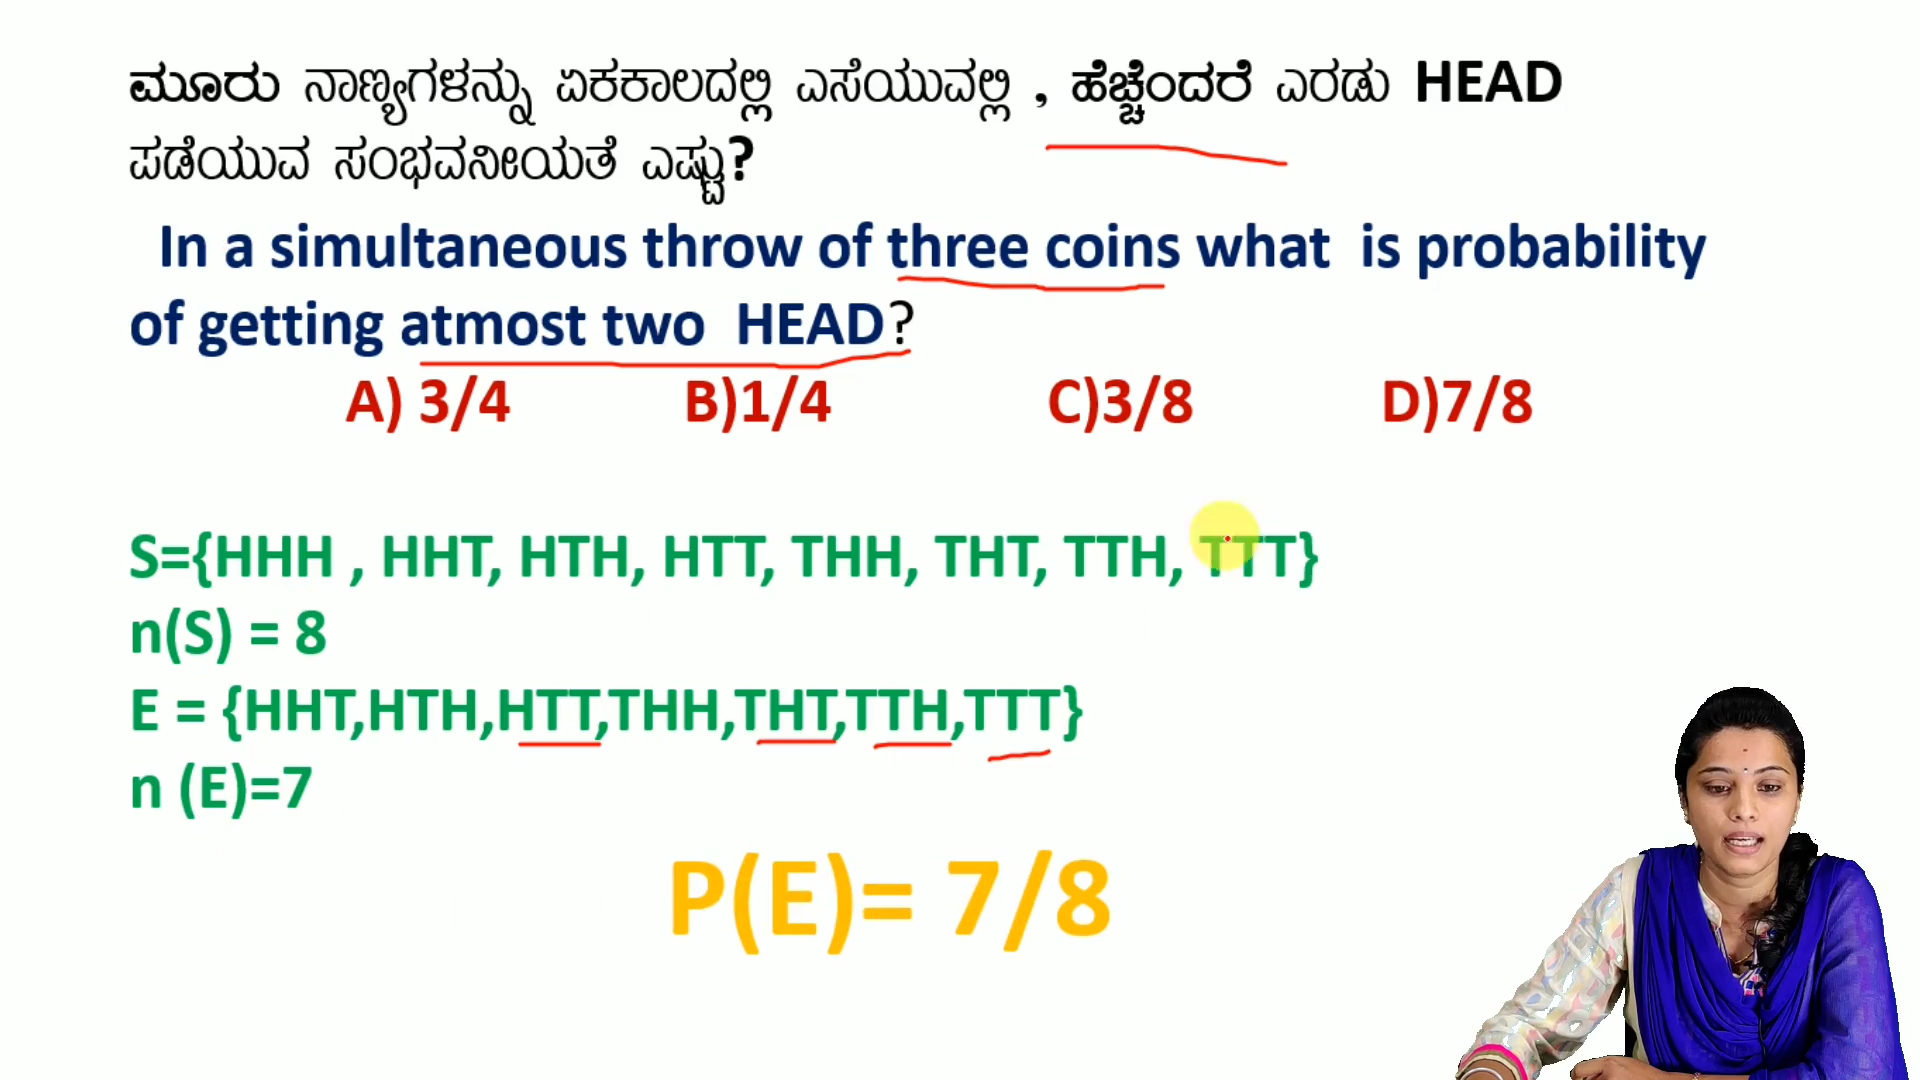 ಮೂರು ನಾಣ್ಯಗಳನ್ನು ಏಕಕಾಲದಲ್ಲಿ ಎಸೆಯುವಲ್ಲಿ , ಹೆಚ್ಚೆಂದರೆ ಎರಡು HEAD
ಪಡೆಯುವ ಸಂಭವನೀಯತೆ ಎಷ್ಟು?
In a simultaneous throw of three coins what is probability
of getting atmost two HEAD?
A) 3/4 B)1/4 C)3/8 D)7/8
S={HHH , HHT, HTH, HTT, THH, THT, TTH, TTT}
n(S) = 8
E = {HHT,HTH,HTT,THH,THT,TTH,TTT}
n (E)=7
P(E)= 7/8